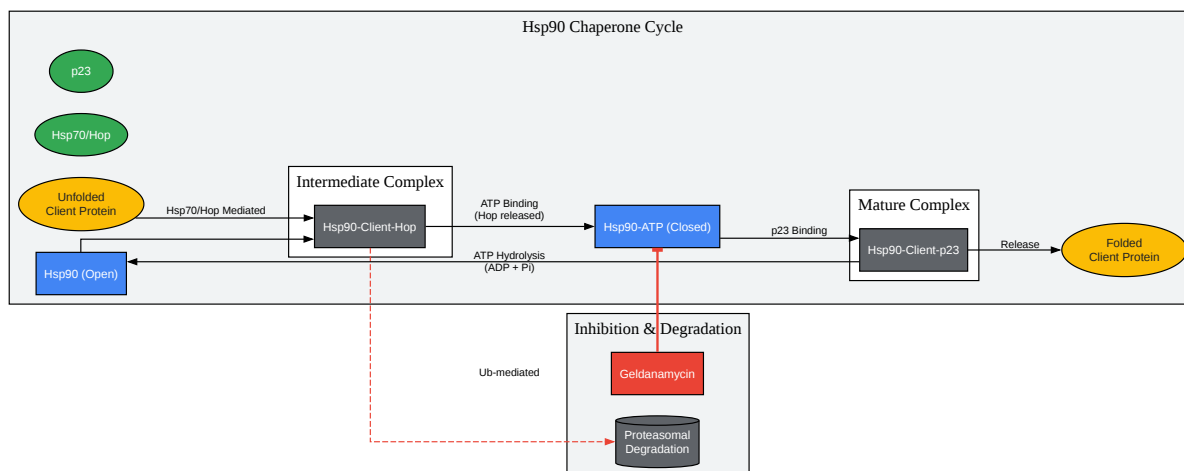 Hsp90 Chaperone Cycle
p23
Hsp70/Hop
Unfolded
Client Protein
Hsp70/Hop Mediated
Intermediate Complex
Hsp90-Client-Hop
ATP Binding
(Hop released)
Hsp90-ATP (Closed)
p23 Binding
Mature Complex
Hsp90-Client-p23
Release
Folded
Client Protein
Hsp90 (Open)
ATP Hydrolysis
(ADP + Pi)
Inhibition & Degradation
Geldanamycin
Ub-mediated
Proteasomal
Degradation